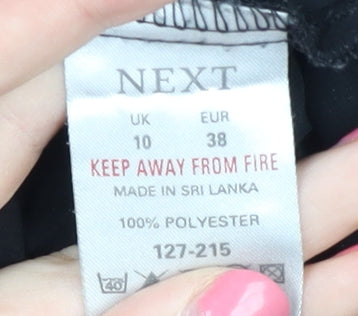 NEXT
UK EUR
10 38
KEEP AWAY FROM FIRE
MADE IN SRI LANKA
100% POLYESTER
127-215
40